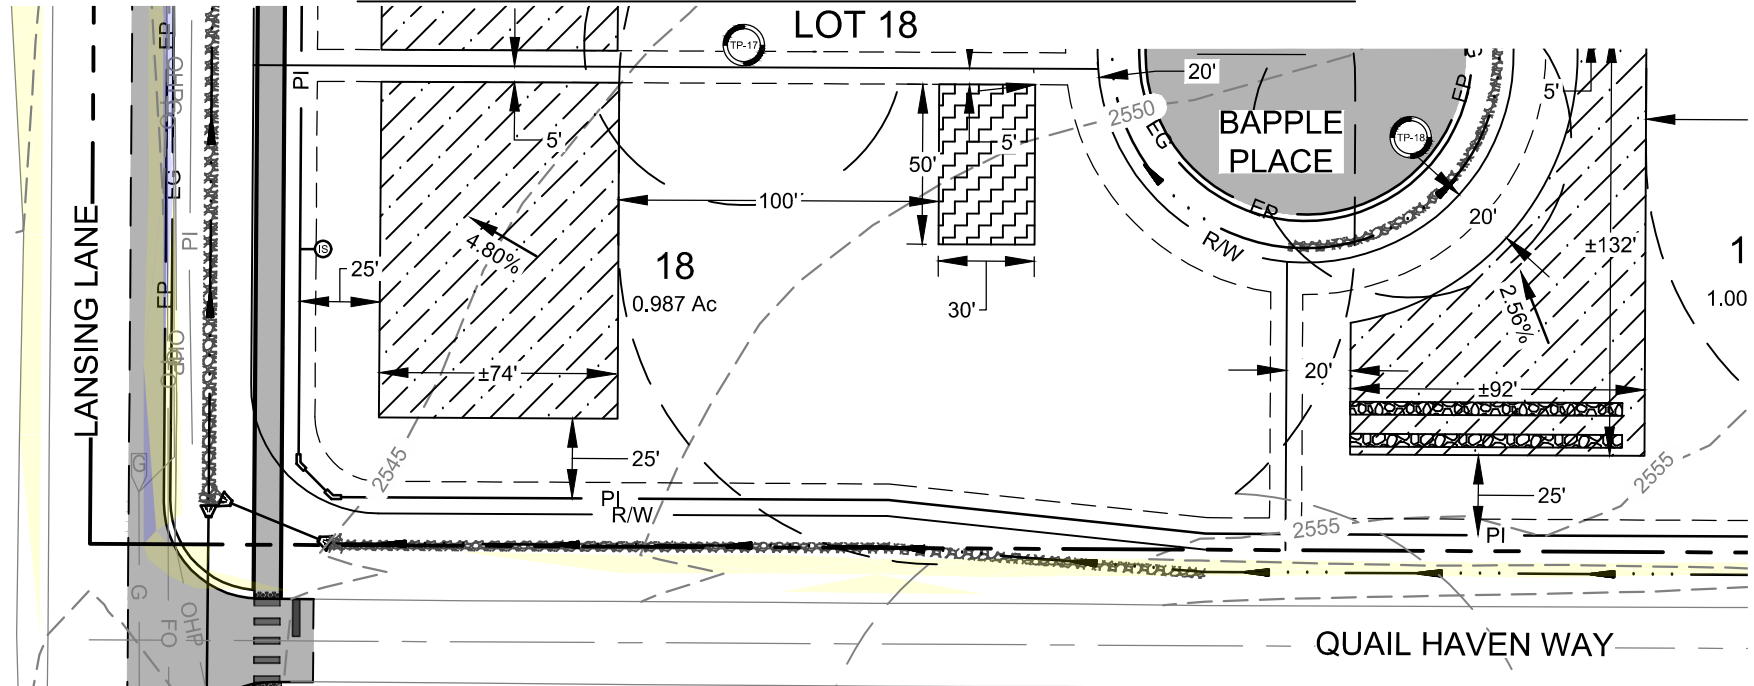 LOT 18
TP-17
EP
OHP
PI
20'
EP
5'
2550
BAPPLE
PLACE
TP-18
5'
EG
50'
5'
EG
100'
EP
20'
LANSING LANE
PI
4.80%
IS
R/W
±132'
25'
18
0.987 Ac
30'
2.56%
1
1.00
EP
±74'
20'
±92'
25'
2545
G
2555
25'
PI
R/W
2555
PI
G
OHP
FO
QUAIL HAVEN WAY